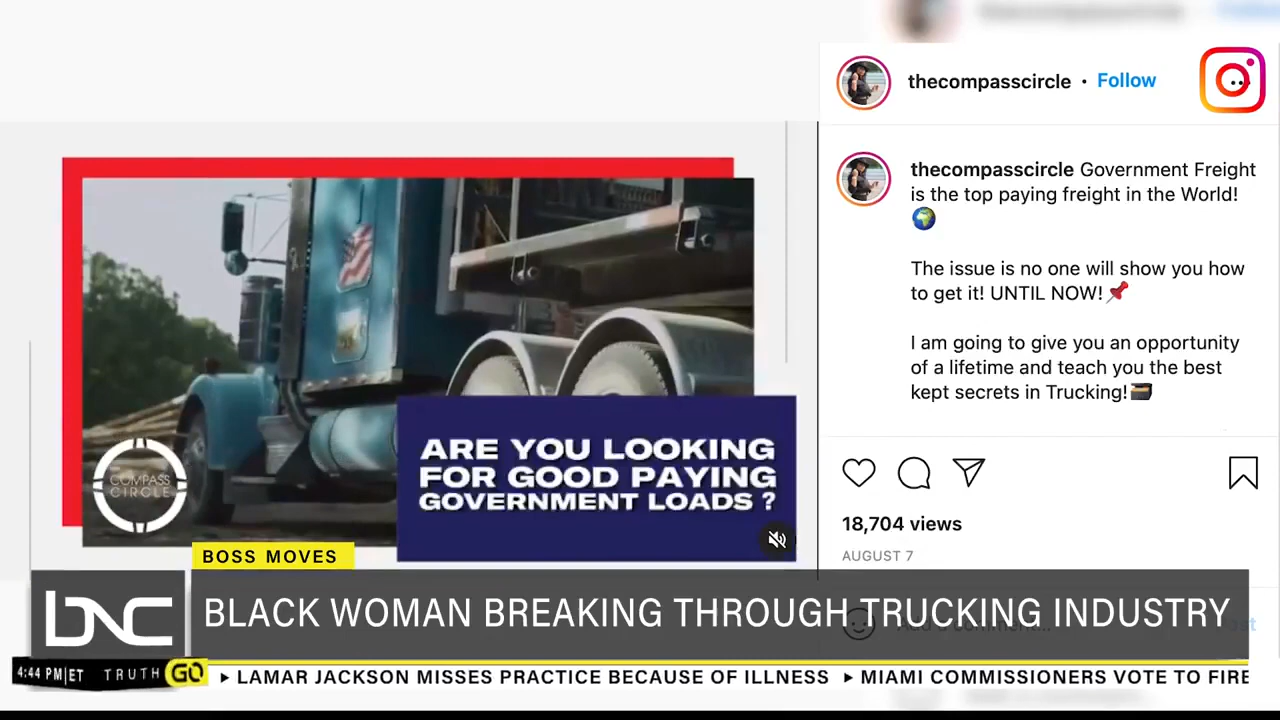 thecompasscircle • Follow
thecompasscircle Government Freight
is the top paying freight in the World!
The issue is no one will show you how
to get it! UNTIL NOW!
I am going to give you an opportunity
of a lifetime and teach you the best
kept secrets in Trucking!
COMPASS
CIRCLE
ARE YOU LOOKING
FOR GOOD PAYING
GOVERNMENT LOADS ?
18,704 views
AUGUST 7
BOSS MOVES
bnc
BLACK WOMAN BREAKING THROUGH TRUCKING INDUSTRY
4:44 PM|ET TRUTH GO
LAMAR JACKSON MISSES PRACTICE BECAUSE OF ILLNESS ▸ MIAMI COMMISSIONERS VOTE TO FIRE